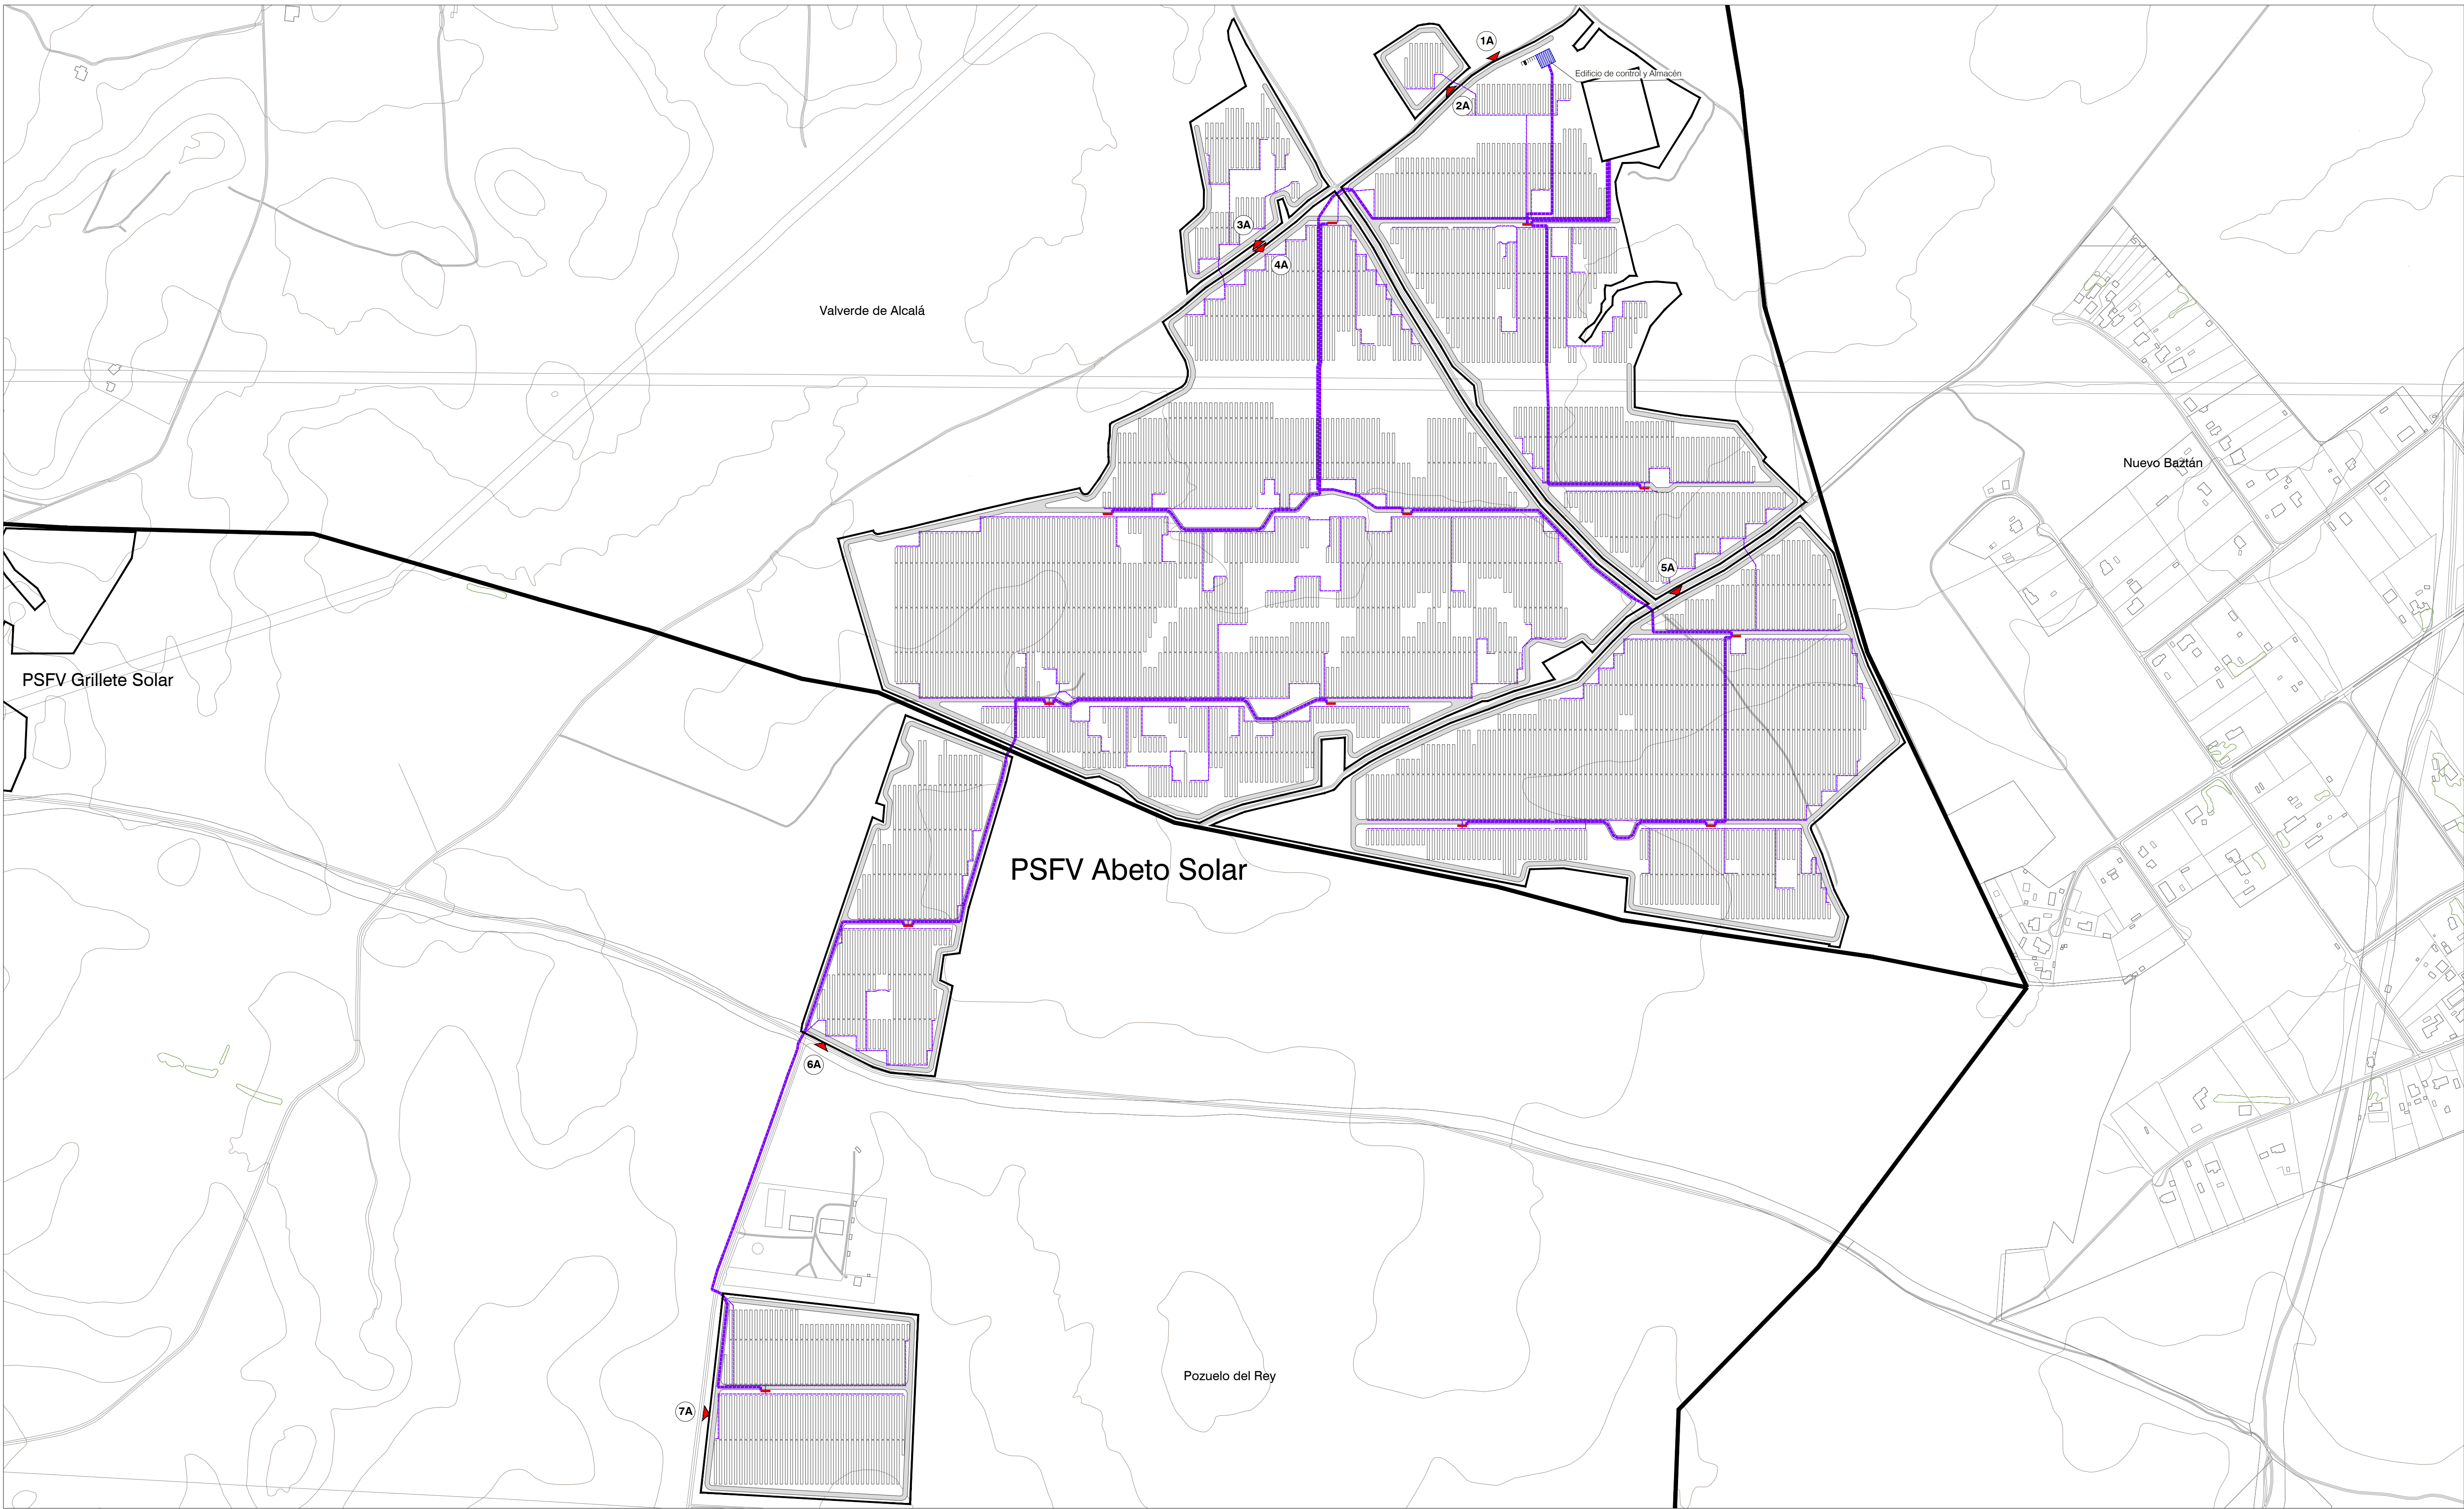 1A
Edificio de control y Almacén
2A
3A
4A
Valverde de Alcalá
Nuevo Baztán
5A
PSFV Grillete Solar
PSFV Abeto Solar
6A
Pozuelo del Rey
7A